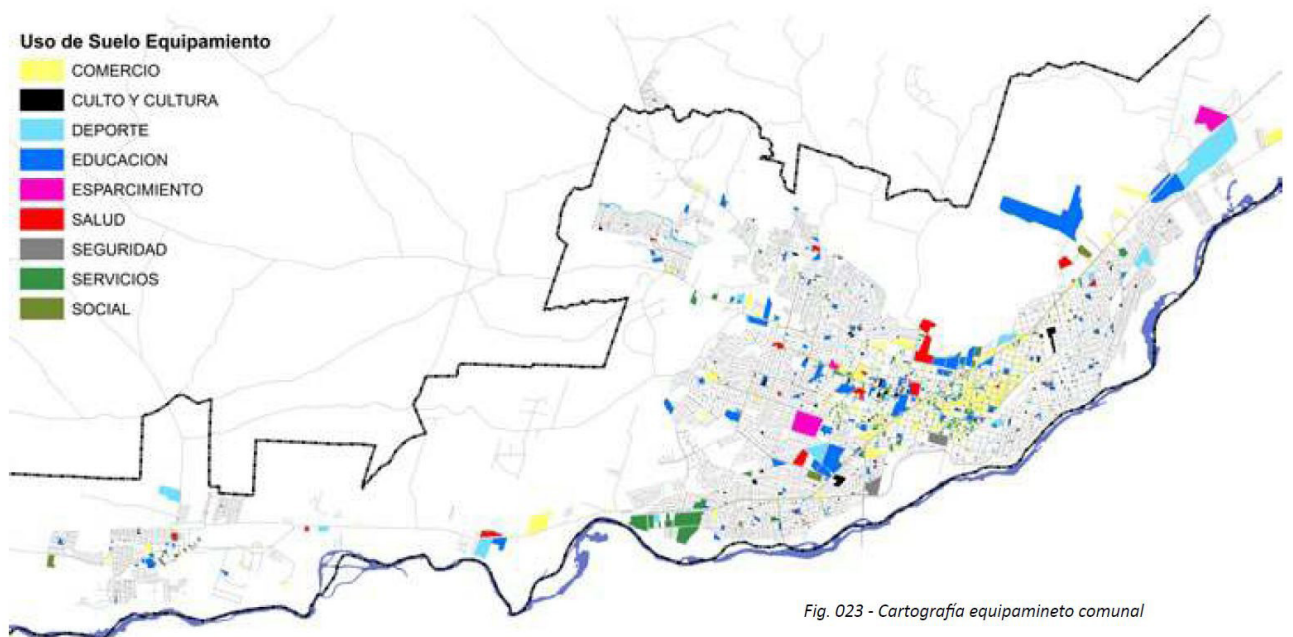 Uso de Suelo Equipamiento
COMERCIO
CULTO Y CULTURA
DEPORTE
EDUCACION
ESPARCIMIENTO
SALUD
SEGURIDAD
SERVICIOS
SOCIAL
Fig. 023 - Cartografía equipamineto comunal